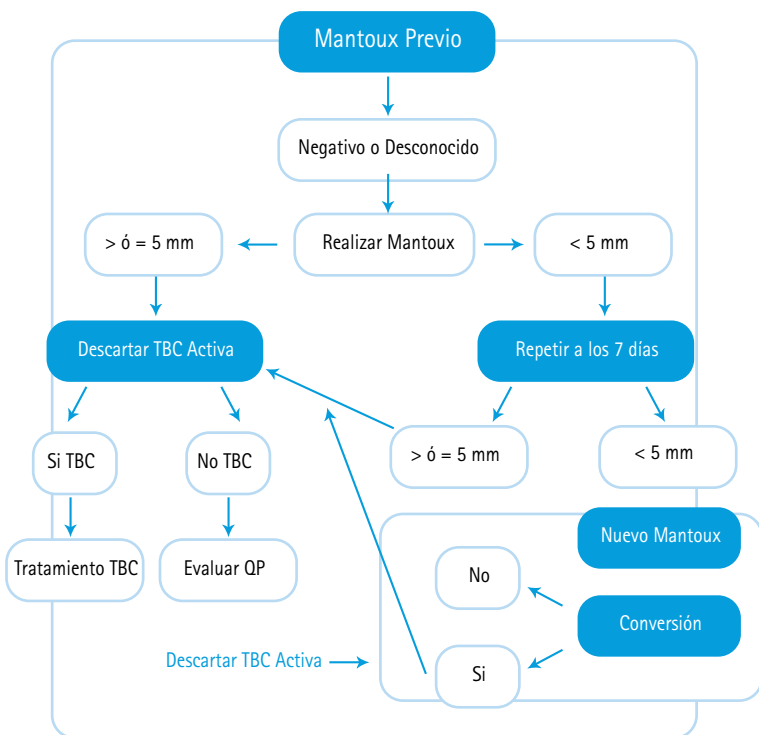 Mantoux Previo
Negativo o Desconocido
> ó = 5 mm
Realizar Mantoux
< 5 mm
Descartar TBC Activa
Repetir a los 7 días
Si TBC
No TBC
> ó = 5 mm
< 5 mm
Nuevo Mantoux
Tratamiento TBC
Evaluar QP
No
Conversión
Descartar TBC Activa
Si